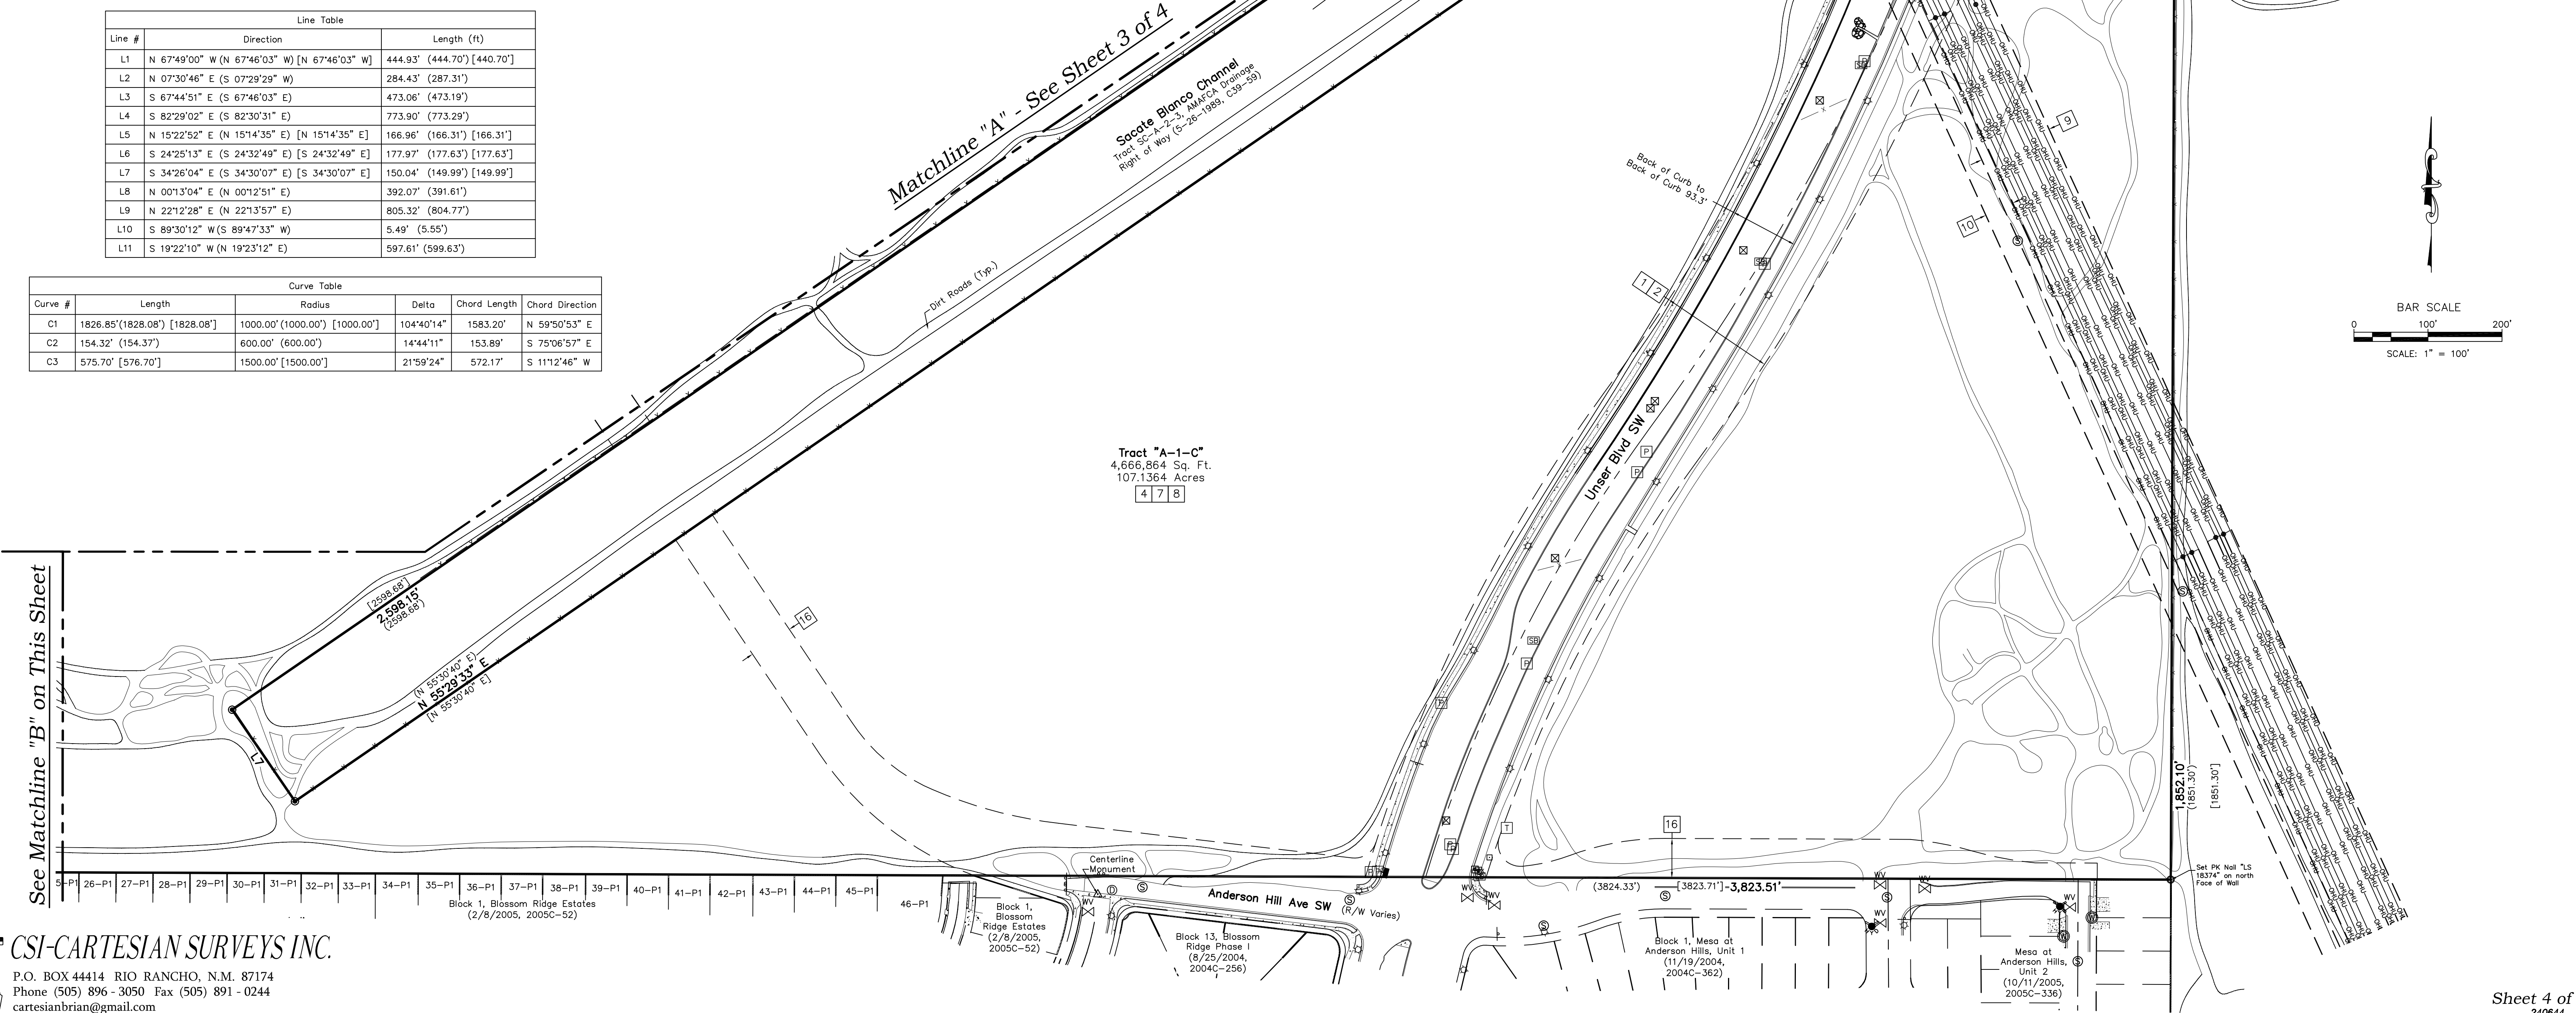 Line Table
Line # Direction Length (ft)
L1 N 67°49'00" W (N 67°46'03" W) [N 67°46'03" W] 444.93' (444.70') [440.70']
L2 N 07°30'46" E (S 07°29'29" W) 284.43' (287.31')
L3 S 67°44'51" E (S 67°46'03" E) 473.06' (473.19')
L4 S 82°29'02" E (S 82°30'31" E) 773.90' (773.29')
L5 N 15°22'52" E (N 15°14'35" E) [N 15°14'35" E] 166.96' (166.31') [166.31']
L6 S 24°25'13" E (S 24°32'49" E) [S 24°32'49" E] 177.97' (177.63') [177.63']
L7 S 34°26'04" E (S 34°30'07" E) [S 34°30'07" E] 150.04' (149.99') [149.99']
L8 N 00°13'04" E (N 00°12'51" E) 392.07' (391.61')
L9 N 22°12'28" E (N 22°13'57" E) 805.32' (804.77')
L10 S 89°30'12" W (S 89°47'33" W) 5.49' (5.55')
L11 S 19°22'10" W (N 19°23'12" E) 597.61' (599.63')
Curve Table
Curve # Length Radius Delta Chord Length Chord Direction
C1 1826.85' (1828.08') [1828.08'] 1000.00' (1000.00') [1000.00'] 104°40'14" 1583.20' N 59°50'53" E
C2 154.32' (154.37') 600.00' (600.00') 14°44'11" 153.89' S 75°06'57" E
C3 575.70' [576.70'] 1500.00' [1500.00'] 21°59'24" 572.17' S 11°12'46" W
Matchline "A" - See Sheet 3 of 4
Sacate Blanco Channel
Tract SC-A-2-3, AMAFCA Drainage
Right of Way (5-26-1989, C39-59)
Dirt Roads (Typ.)
Back of Curb to
Back of Curb 93.3'
1 2
9
10
BAR SCALE
0 100' 200'
SCALE: 1" = 100'
Tract "A-1-C"
4,666,864 Sq. Ft.
107.1364 Acres
4 7 8
Unser Blvd SW
See Matchline "B" on This Sheet
[2598.68']
2,598.15'
(2598.68')
(N 55°30'40" E)
N 55°29'33" E
[N 55°30'40" E]
L7
16
16
1,852.10'
(1851.30')
[1851.30']
Set PK Nail "LS
18374" on north
Face of Wall
Centerline
Monument
Anderson Hill Ave SW
(R/W Varies)
(3824.33') [3823.71'] 3,823.51'
5-P1 26-P1 27-P1 28-P1 29-P1 30-P1 31-P1 32-P1 33-P1 34-P1 35-P1 36-P1 37-P1 38-P1 39-P1 40-P1 41-P1 42-P1 43-P1 44-P1 45-P1 46-P1
Block 1, Blossom Ridge Estates
(2/8/2005, 2005C-52)
Block 1,
Blossom
Ridge Estates
(2/8/2005,
2005C-52)
Block 13, Blossom
Ridge Phase I
(8/25/2004,
2004C-256)
Block 1, Mesa at
Anderson Hills, Unit 1
(11/19/2004,
2004C-362)
Mesa at
Anderson Hills,
Unit 2
(10/11/2005,
2005C-336)
CSI-CARTESIAN SURVEYS INC.
P.O. BOX 44414 RIO RANCHO, N.M. 87174
Phone (505) 896 - 3050 Fax (505) 891 - 0244
cartesianbrian@gmail.com
Sheet 4 of
240644